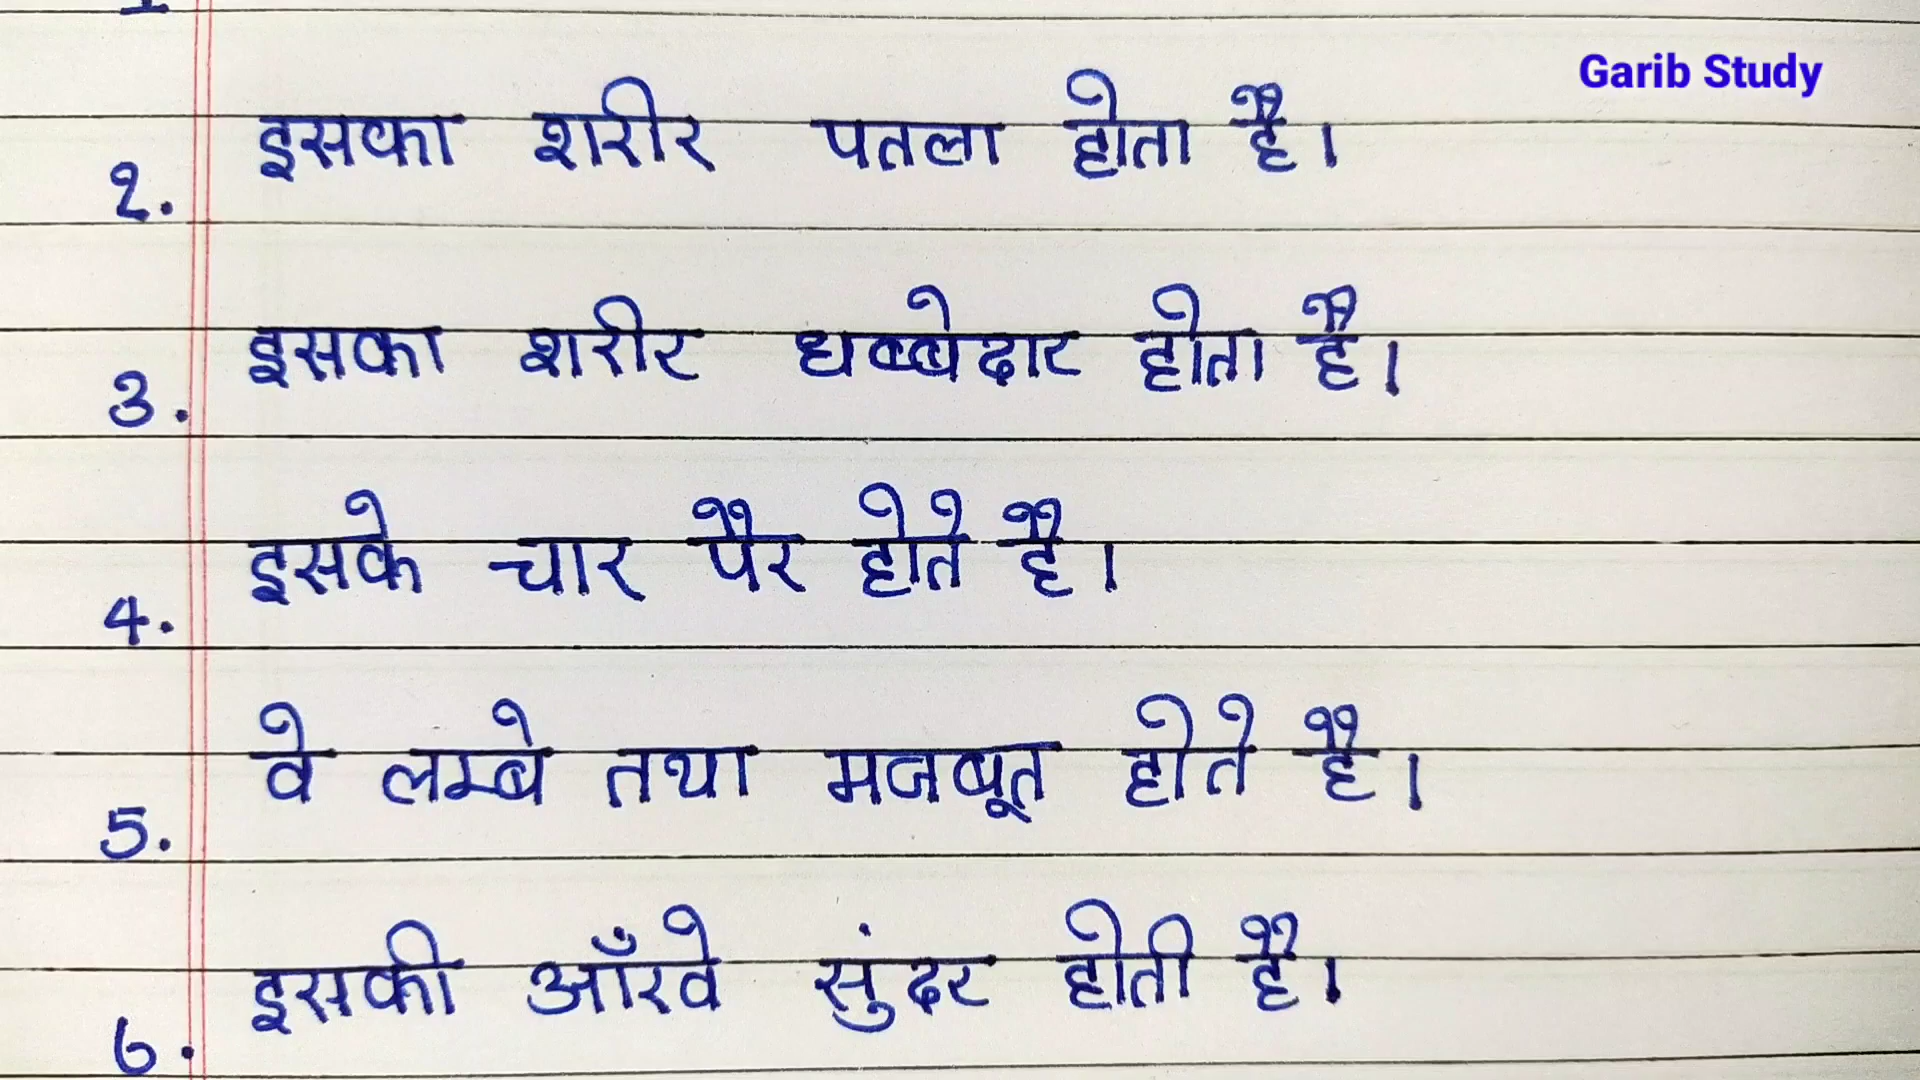 Garib Study
इसका शरीर पतला होता है।
2.
इसका शरीर धब्बेदार होता है।
3.
इसके चार पैर होते है।
4.
वे लम्बे तथा मजबूत होते है।
5.
इसकी आँखे सुंदर होती है।
6.